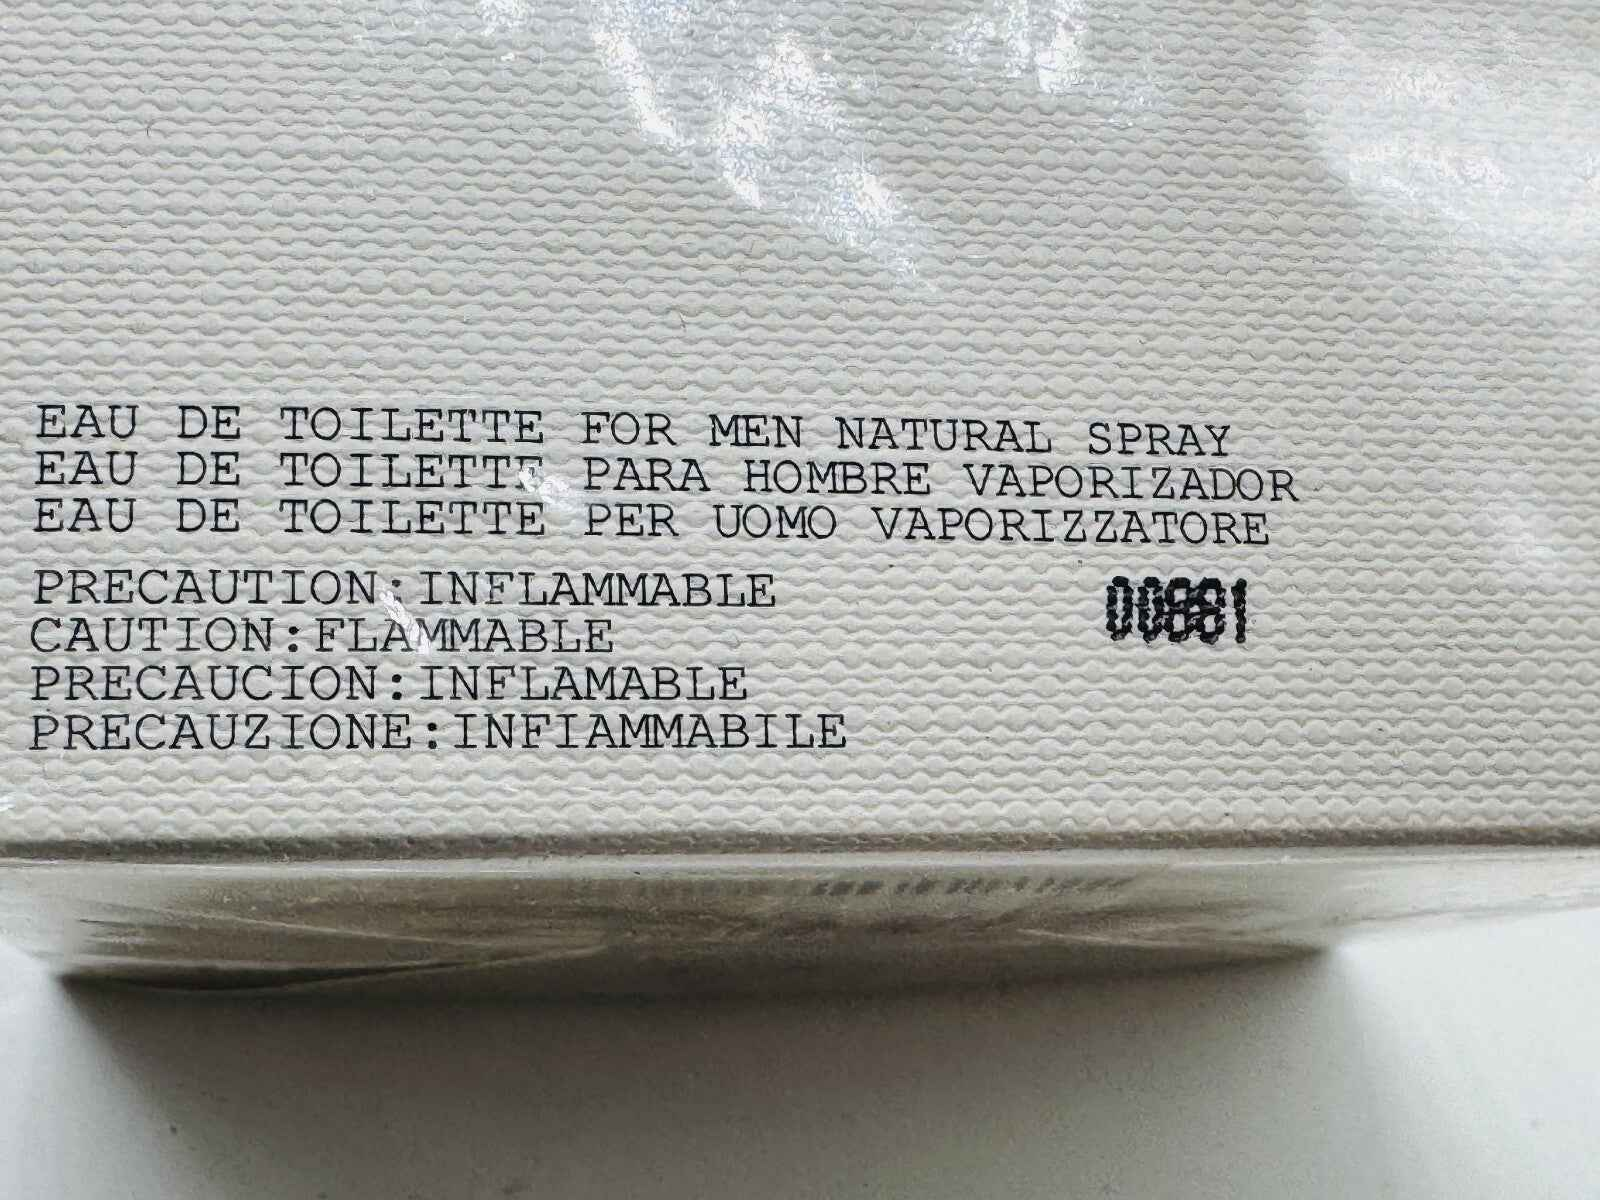 EAU DE TOILETTE FOR MEN NATURAL SPRAY
EAU DE TOILETTE PARA HOMBRE VAPORIZADOR
EAU DE TOILETTE PER UOMO VAPORIZZATORE
PRECAUTION:INFLAMMABLE
CAUTION:FLAMMABLE
PRECAUCION:INFLAMABLE
PRECAUZIONE:INFIAMMABILE